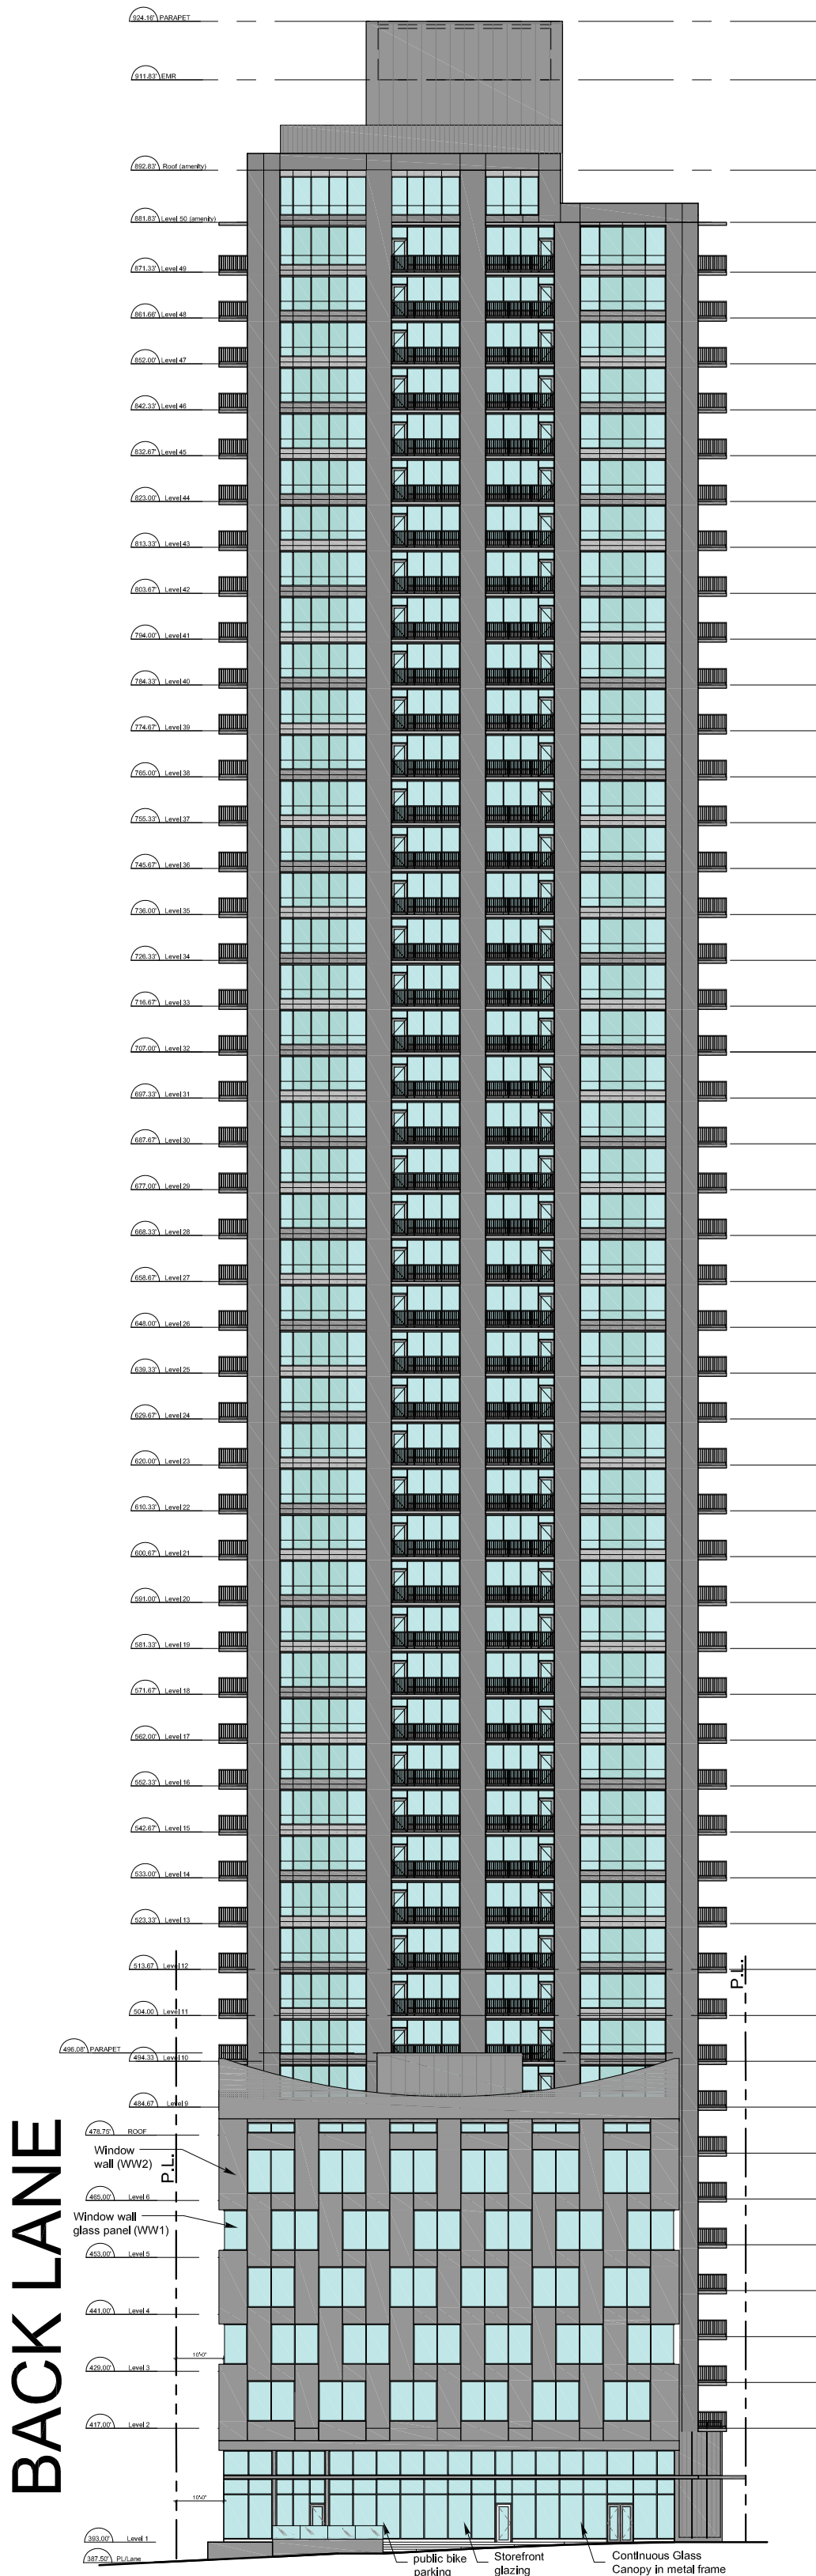 924.16' PARAPET
911.83' EMR
892.83' Roof (amenity)
881.83' Level 50 (amenity)
871.33' Level 49
861.66' Level 48
852.00' Level 47
842.33' Level 46
832.67' Level 45
823.00' Level 44
813.33' Level 43
803.67' Level 42
794.00' Level 41
784.33' Level 40
774.67' Level 39
765.00' Level 38
755.33' Level 37
745.67' Level 36
736.00' Level 35
726.33' Level 34
716.67' Level 33
707.00' Level 32
697.33' Level 31
687.67' Level 30
677.00' Level 29
668.33' Level 28
658.67' Level 27
648.00' Level 26
639.33' Level 25
629.67' Level 24
620.00' Level 23
610.33' Level 22
600.67' Level 21
591.00' Level 20
581.33' Level 19
571.67' Level 18
562.00' Level 17
552.33' Level 16
542.67' Level 15
533.00' Level 14
523.33' Level 13
513.67' Level 12
P.L.
504.00 Level 11
496.08' PARAPET
494.33 Level 10
484.67 Level 9
478.75' ROOF
Window
wall (WW2)
P.L.
465.00' Level 6
Window wall
glass panel (WW1)
453.00' Level 5
441.00' Level 4
10'-0"
429.00' Level 3
417.00' Level 2
BACK LANE
10'-0"
393.00' Level 1
387.50' PL/Lane
public bike
parking
Storefront
glazing
Continuous Glass
Canopy in metal frame